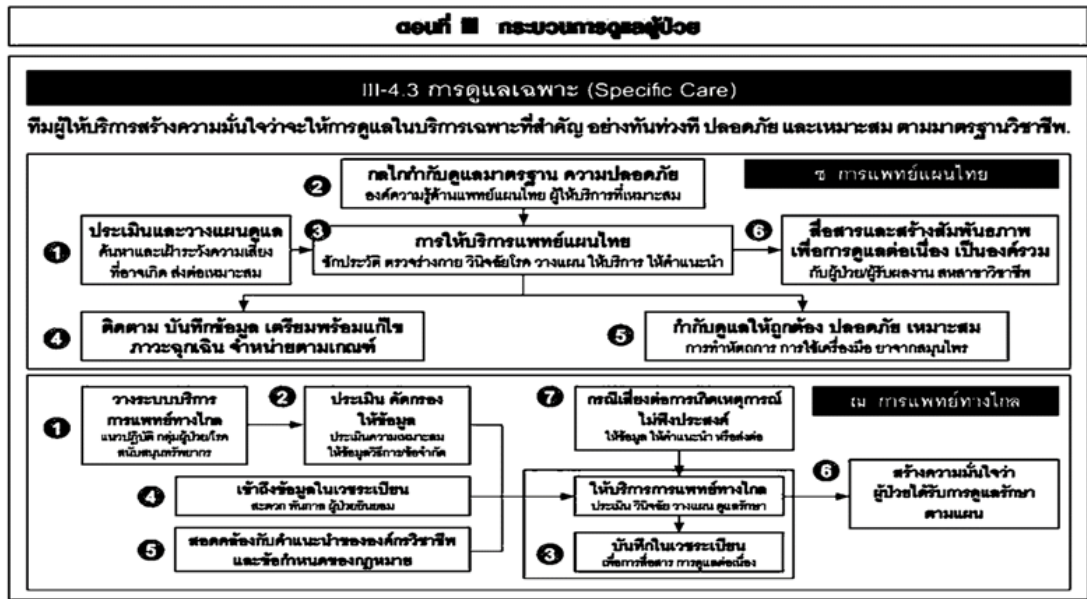 ตอนที่ III กระบวนการดูแลผู้ป่วย
III-4.3 การดูแลเฉพาะ (Specific Care)
ทีมผู้ให้บริการสร้างความมั่นใจว่าจะให้การดูแลในบริการเฉพาะที่สำคัญ อย่างทันท่วงที ปลอดภัย และเหมาะสม ตามมาตรฐานวิชาชีพ.
ซ การแพทย์แผนไทย
1
ประเมินและวางแผนดูแล
ค้นหาและเฝ้าระวังความเสี่ยง
ที่อาจเกิด ส่งต่อเหมาะสม
2
กลไกกำกับดูแลมาตรฐาน ความปลอดภัย
องค์ความรู้ด้านแพทย์แผนไทย ผู้ให้บริการที่เหมาะสม
3
การให้บริการแพทย์แผนไทย
ซักประวัติ ตรวจร่างกาย วินิจฉัยโรค วางแผน ให้บริการ ให้คำแนะนำ
6
สื่อสารและสร้างสัมพันธภาพ
เพื่อการดูแลต่อเนื่อง เป็นองค์รวม
กับผู้ป่วย/ผู้รับผลงาน สหสาขาวิชาชีพ
4
ติดตาม บันทึกข้อมูล เตรียมพร้อมแก้ไข
ภาวะฉุกเฉิน จำหน่ายตามเกณฑ์
5
กำกับดูแลให้ถูกต้อง ปลอดภัย เหมาะสม
การทำหัตถการ การใช้เครื่องมือ ยาจากสมุนไพร
ฌ การแพทย์ทางไกล
1
วางระบบบริการ
การแพทย์ทางไกล
แนวปฏิบัติ กลุ่มผู้ป่วย/โรค
สนับสนุนทรัพยากร
2
ประเมิน คัดกรอง
ให้ข้อมูล
ประเมินความเหมาะสม
ให้ข้อมูลวิธีการ/ข้อจำกัด
7
กรณีเสี่ยงต่อการเกิดเหตุการณ์
ไม่พึงประสงค์
ให้ข้อมูล ให้คำแนะนำ หรือส่งต่อ
4
เข้าถึงข้อมูลในเวชระเบียน
สะดวก ทันกาล ผู้ป่วยยินยอม
ให้บริการการแพทย์ทางไกล
ประเมิน วินิจฉัย วางแผน ดูแลรักษา
6
สร้างความมั่นใจว่า
ผู้ป่วยได้รับการดูแลรักษา
ตามแผน
5
สอดคล้องกับคำแนะนำขององค์กรวิชาชีพ
และข้อกำหนดของกฎหมาย
3
บันทึกในเวชระเบียน
เพื่อการสื่อสาร การดูแลต่อเนื่อง